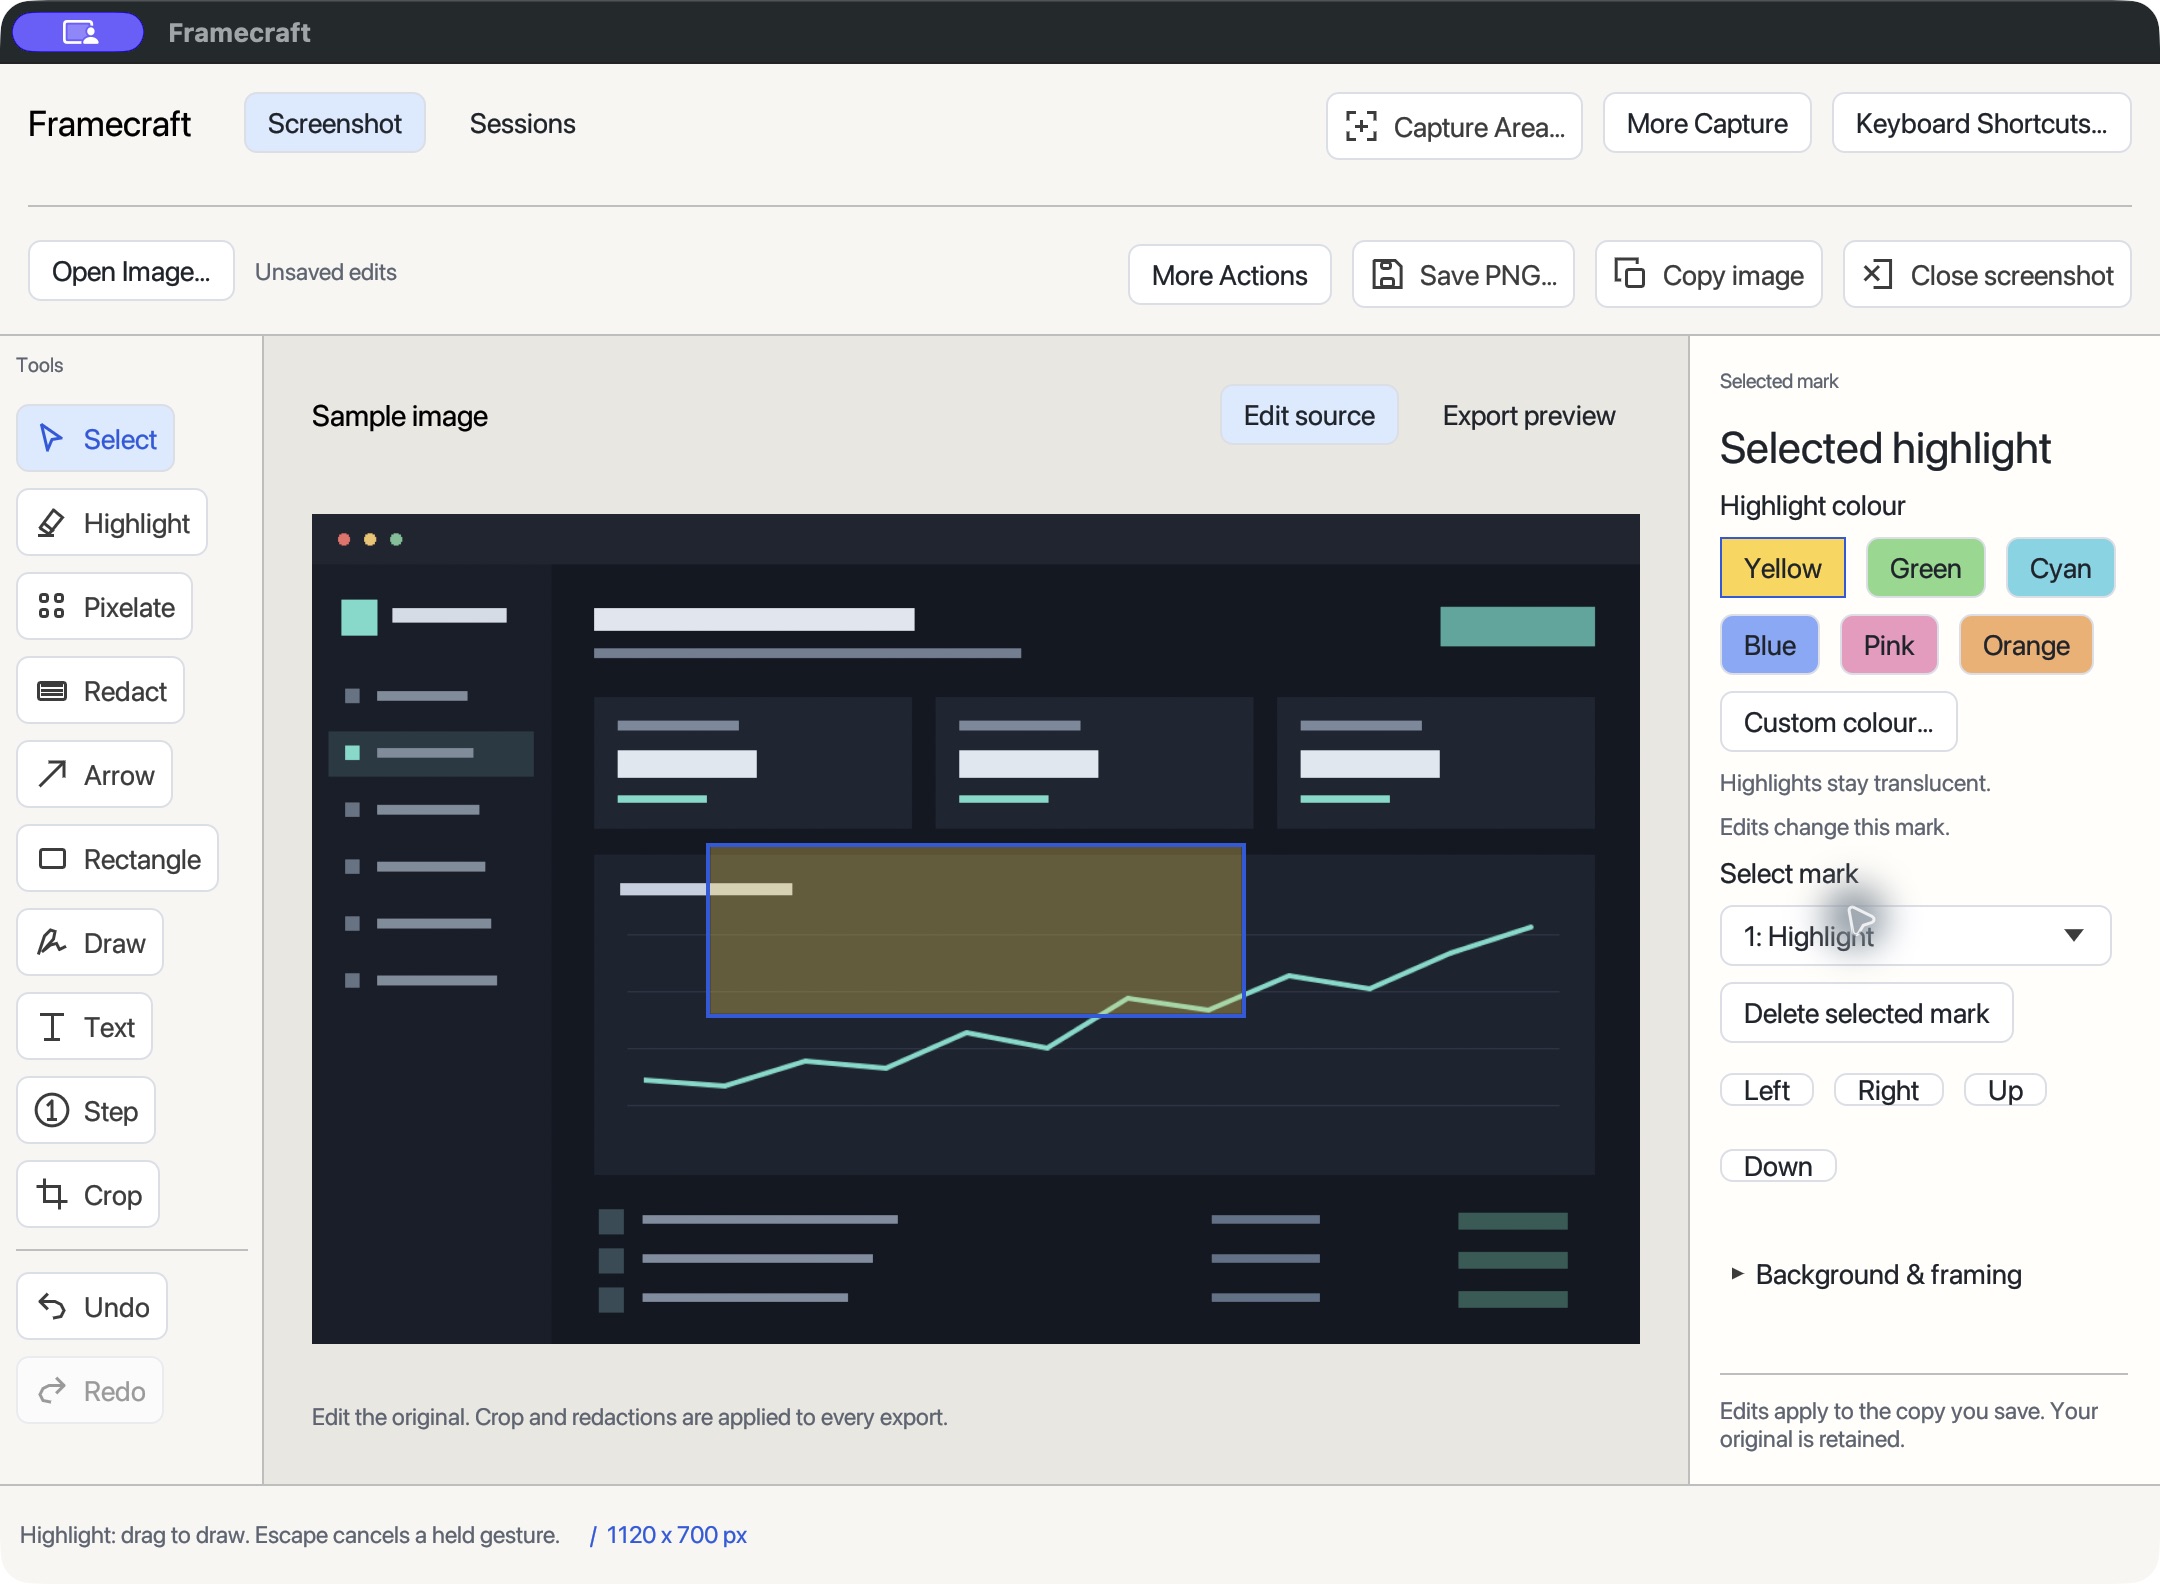 Framecraft
Framecraft
Screenshot
Sessions
Capture Area...
More Capture
Keyboard Shortcuts...
Open Image...
Unsaved edits
More Actions
Save PNG...
Copy image
Close screenshot
Tools
Select
Highlight
Pixelate
Redact
Arrow
Rectangle
Draw
Text
1 Step
Crop
Undo
Redo
Sample image
Edit source
Export preview
Edit the original. Crop and redactions are applied to every export.
Selected mark
Selected highlight
Highlight colour
Yellow
Green
Cyan
Blue
Pink
Orange
Custom colour...
Highlights stay translucent.
Edits change this mark.
Select mark
1: Highlight
Delete selected mark
Left
Right
Up
Down
Background & framing
Edits apply to the copy you save. Your
original is retained.
Highlight: drag to draw. Escape cancels a held gesture. / 1120 x 700 px